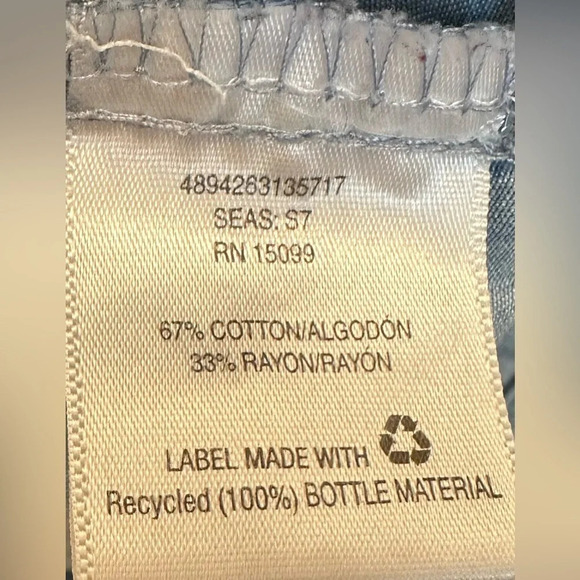 4894263135717
SEAS: S7
RN 15099
67% COTTON/ALGODÓN
33% RAYON/RAYÓN
LABEL MADE WITH
Recycled (100%) BOTTLE MATERIAL